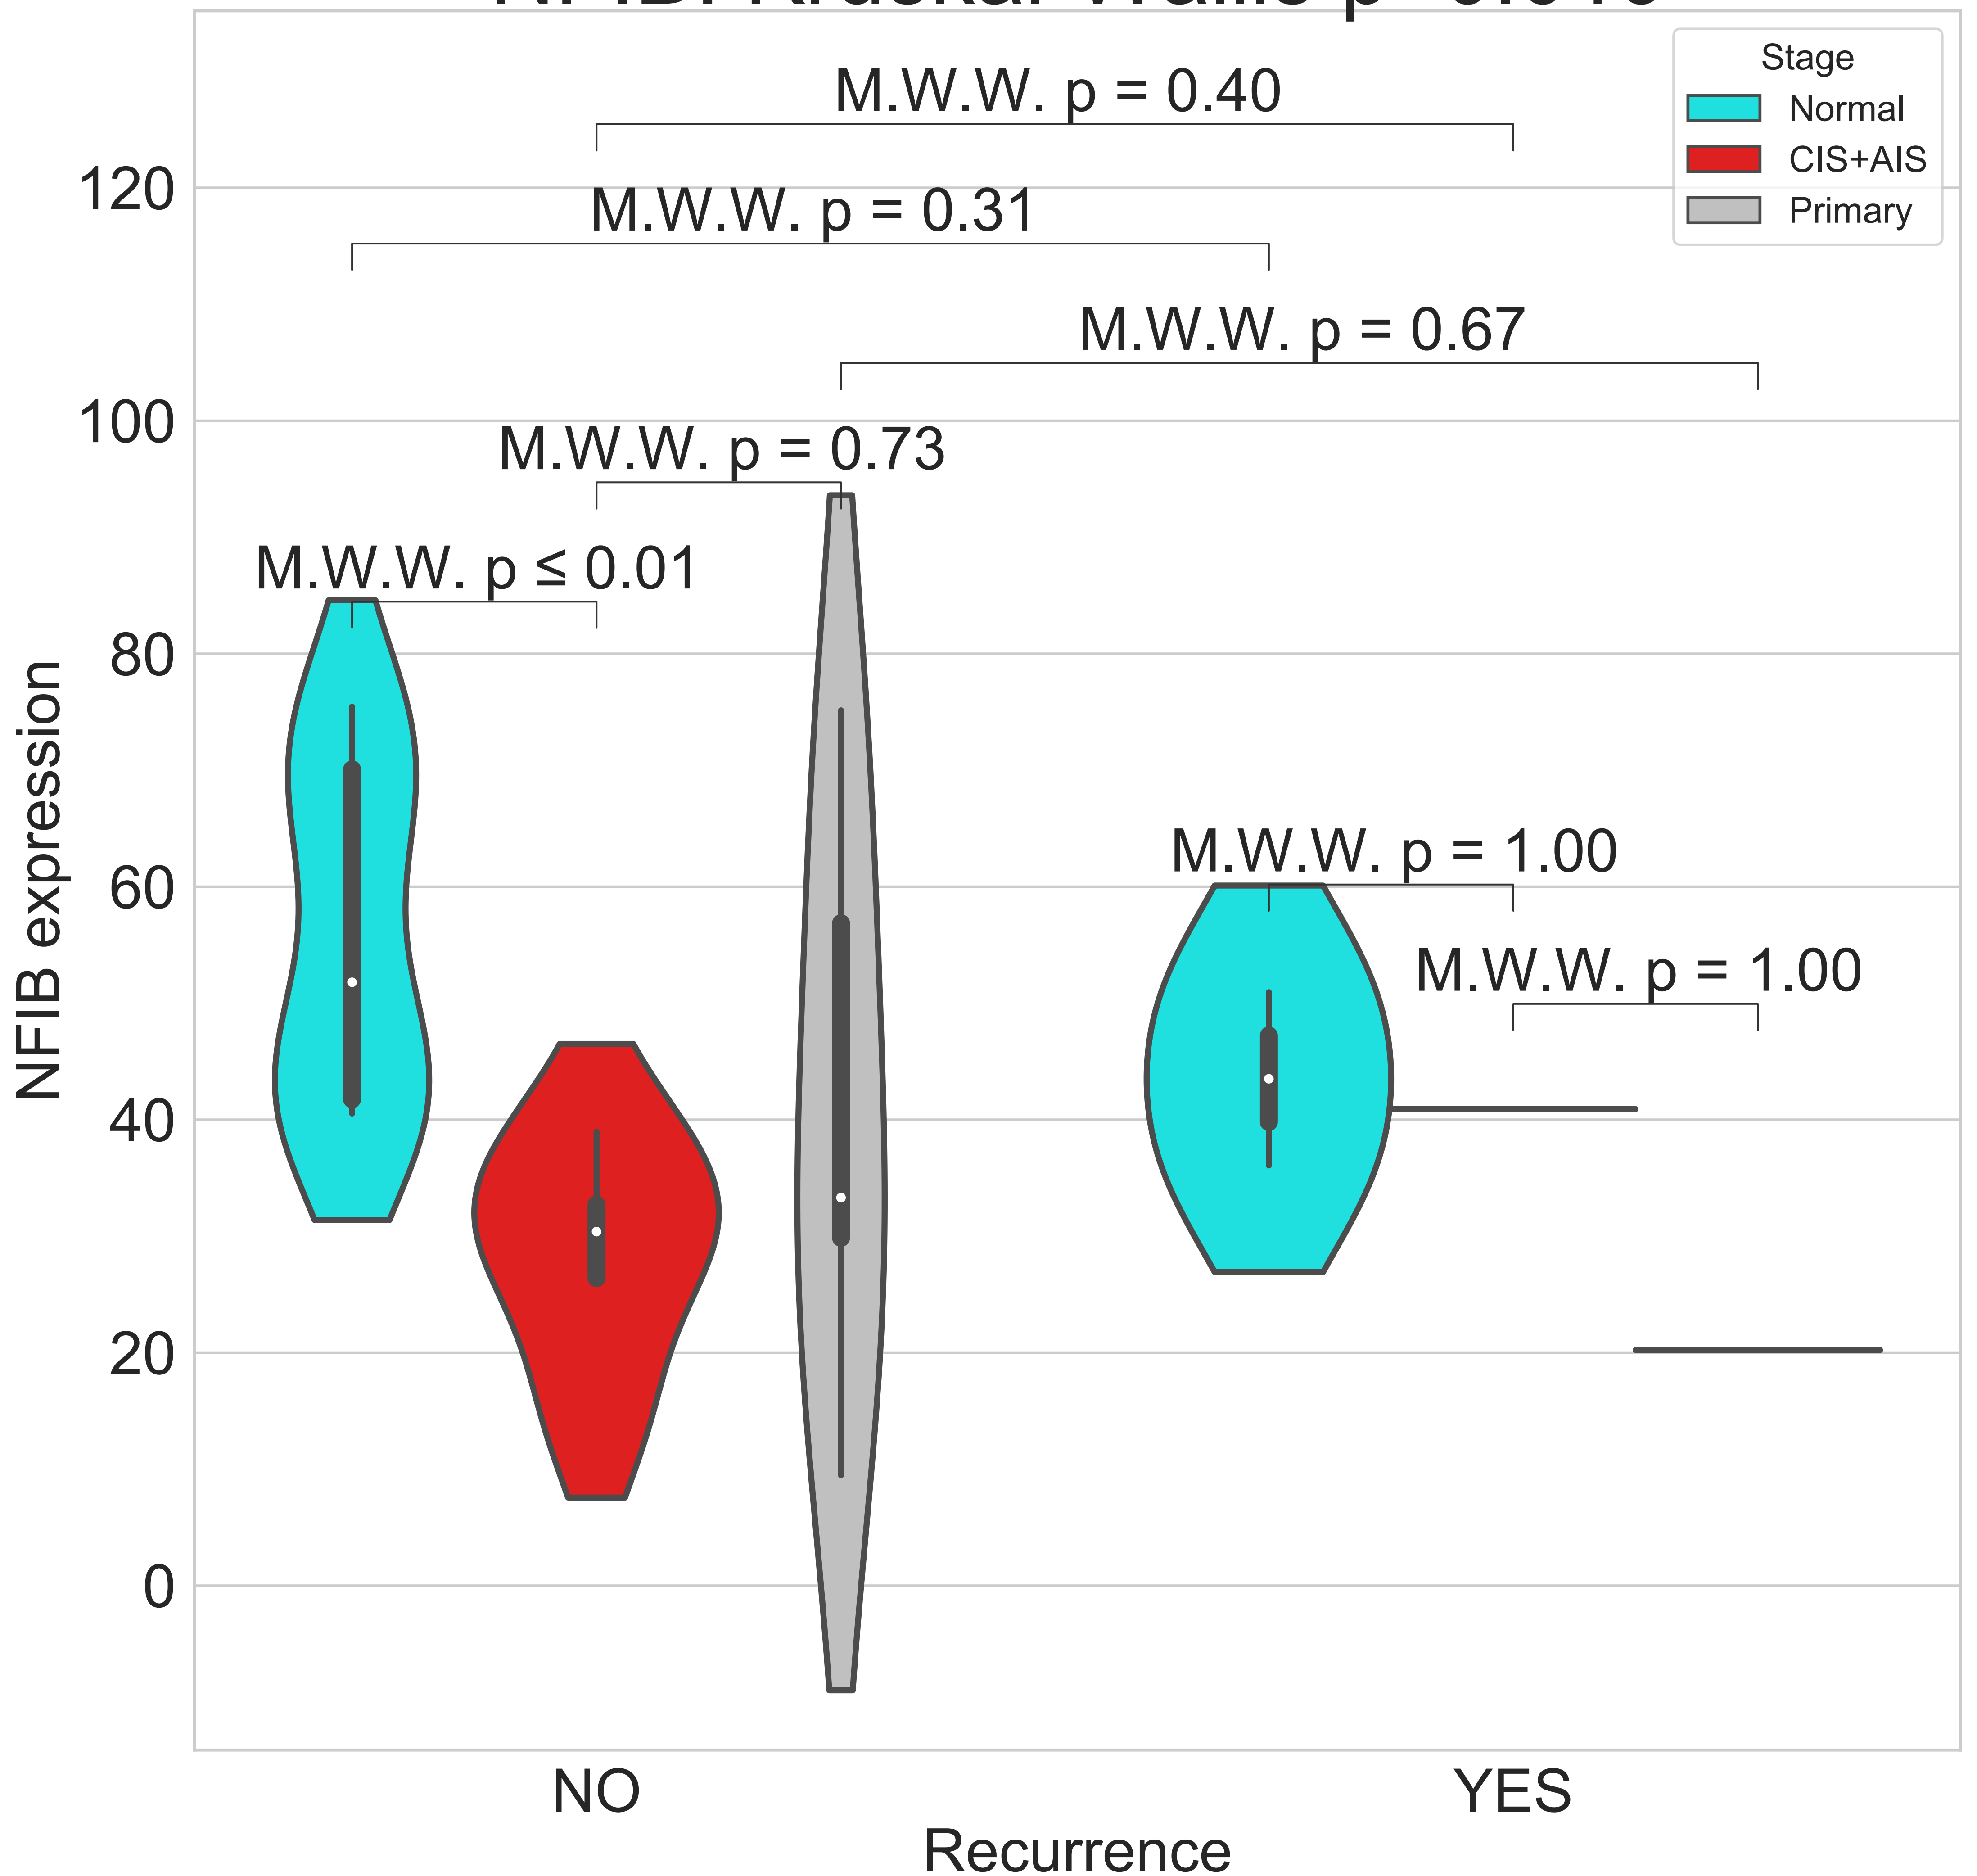 Stage
Normal
CIS+AIS
Primary
M.W.W. p = 0.40
M.W.W. p = 0.31
M.W.W. p = 0.67
M.W.W. p = 0.73
M.W.W. p ≤ 0.01
M.W.W. p = 1.00
M.W.W. p = 1.00
120
100
80
60
40
20
0
NFIB expression
NO
YES
Recurrence